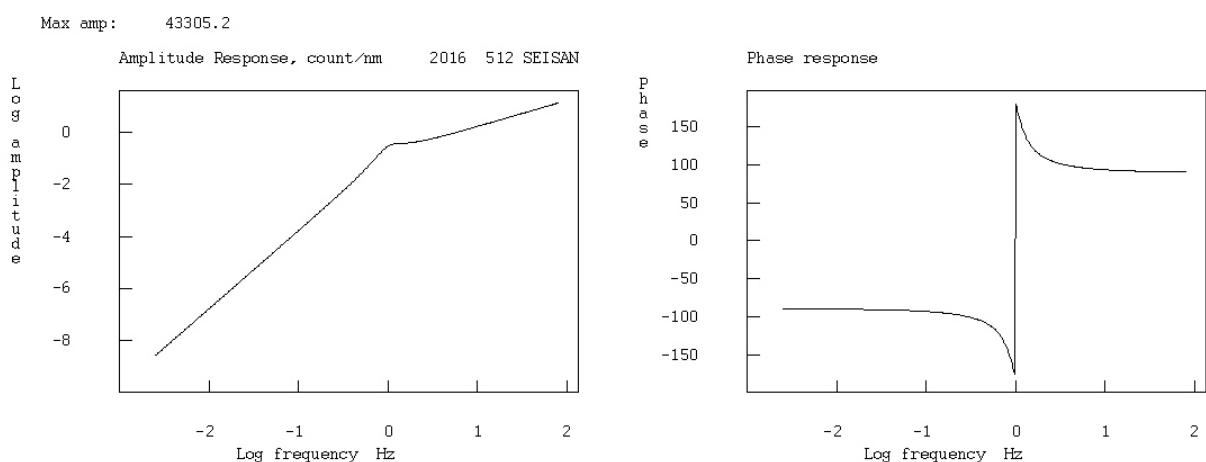 Max amp: 43305.2
Amplitude Response, count/nm 2016 512 SEISAN
Log amplitude
0
-2
-4
-6
-8
-2 -1 0 1 2
Log frequency Hz
Phase response
Phase
150
100
50
0
-50
-100
-150
-2 -1 0 1 2
Log frequency Hz